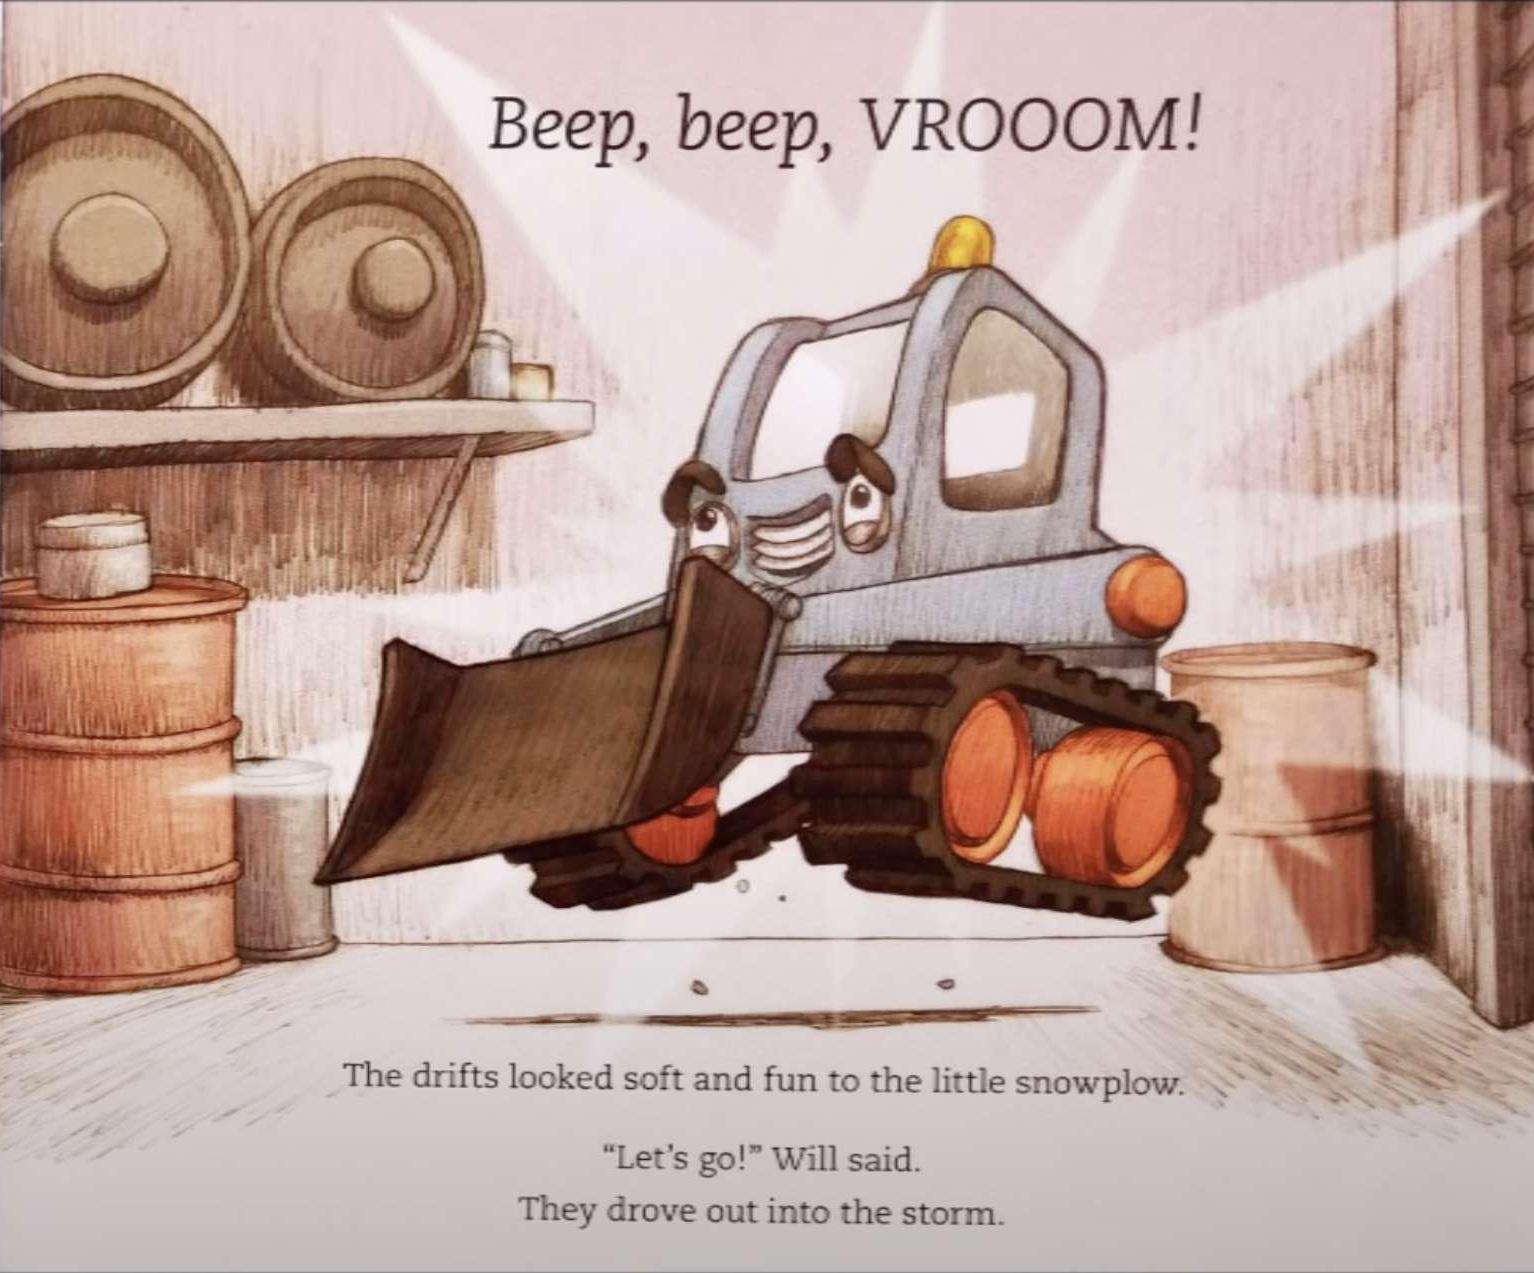 Beep, beep, VROOOM!
The drifts looked soft and fun to the little snowplow.
“Let’s go!” Will said.
They drove out into the storm.